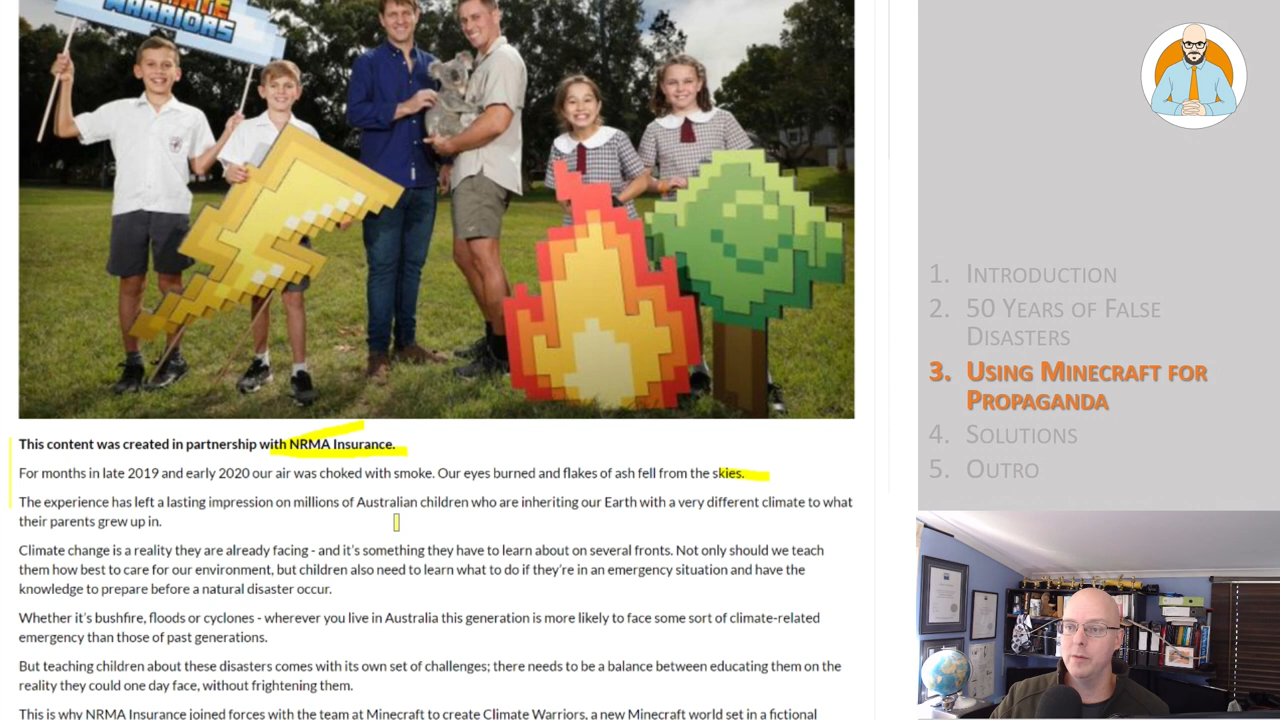 WARRIORS
This content was created in partnership with NRMA Insurance.
For months in late 2019 and early 2020 our air was choked with smoke. Our eyes burned and flakes of ash fell from the skies.
The experience has left a lasting impression on millions of Australian children who are inheriting our Earth with a very different climate to what
their parents grew up in.
Climate change is a reality they are already facing - and it's something they have to learn about on several fronts. Not only should we teach
them how best to care for our environment, but children also need to learn what to do if they're in an emergency situation and have the
knowledge to prepare before a natural disaster occur.
Whether it's bushfire, floods or cyclones - wherever you live in Australia this generation is more likely to face some sort of climate-related
emergency than those of past generations.
But teaching children about these disasters comes with its own set of challenges; there needs to be a balance between educating them on the
reality they could one day face, without frightening them.
This is why NRMA Insurance joined forces with the team at Minecraft to create Climate Warriors, a new Minecraft world set in a fictional
1. INTRODUCTION
2. 50 YEARS OF FALSE
DISASTERS
3. USING MINECRAFT FOR
PROPAGANDA
4. SOLUTIONS
5. OUTRO